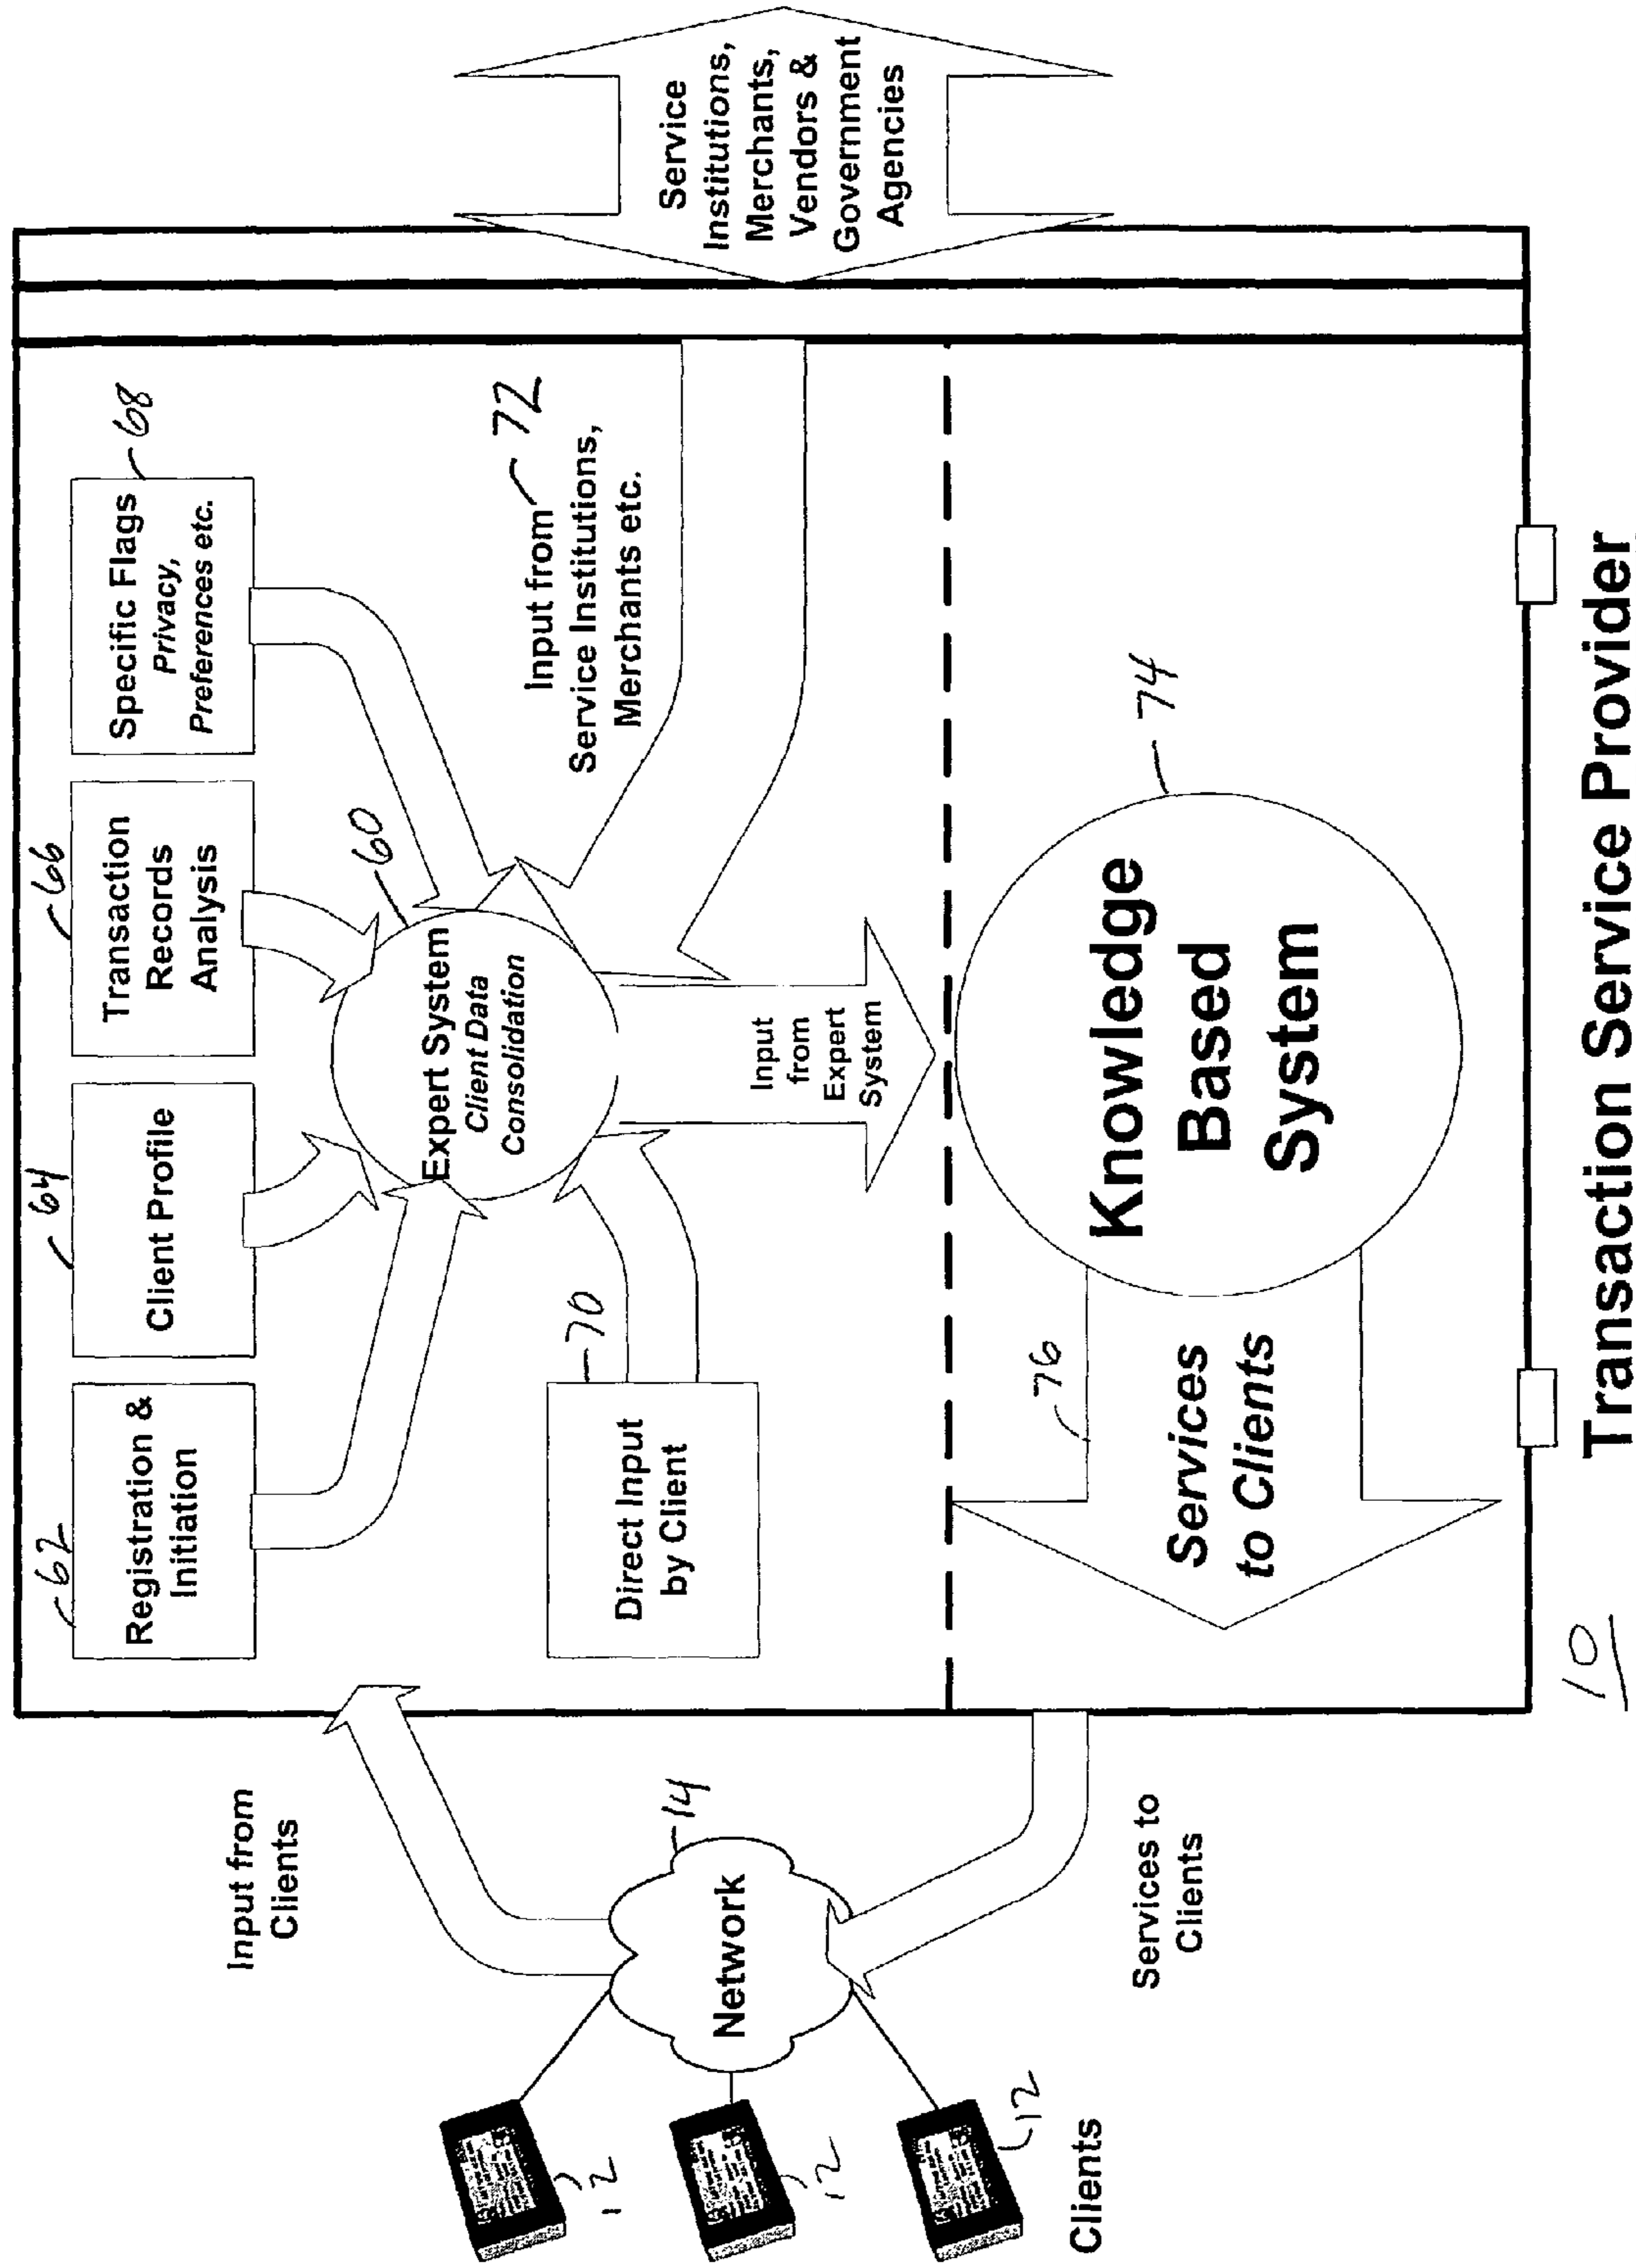 62
Registration &
Initiation
64
Client Profile
66
Transaction
Records
Analysis
68
Specific Flags
Privacy,
Preferences etc.
Input from
Clients
60
Expert System
Client Data
Consolidation
70
Direct Input
by Client
72
Input from
Service Institutions,
Merchants etc.
Service
Institutions,
Merchants,
Vendors &
Government
Agencies
Input
from
Expert
System
14
Network
12
12
12
Clients
Services to
Clients
76
Services
to Clients
74
Knowledge
Based
System
10
Transaction Service Provider